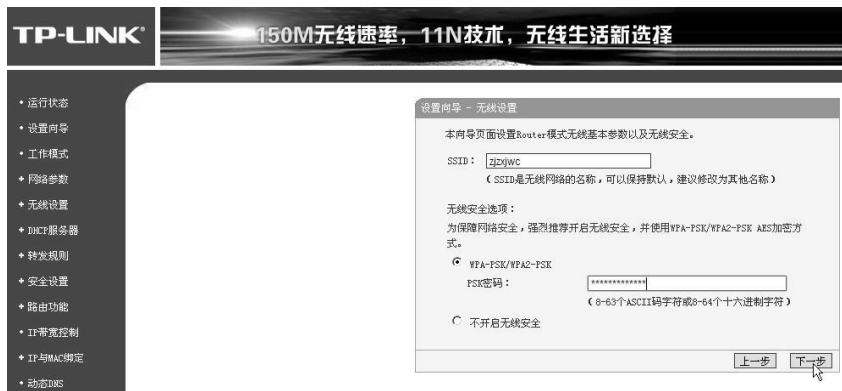 TP-LINK®
150M无线速率，11N技术，无线生活新选择
• 运行状态
• 设置向导
• 工作模式
+ 网络参数
+ 无线设置
+ DHCP服务器
+ 转发规则
+ 安全设置
+ 路由功能
• IP带宽控制
+ IP与MAC绑定
• 动态DNS
设置向导 - 无线设置
本向导页面设置Router模式无线基本参数以及无线安全。
SSID： zjzxjwc
（SSID是无线网络的名称，可以保持默认，建议修改为其他名称）
无线安全选项：
为保障网络安全，强烈推荐开启无线安全，并使用WPA-PSK/WPA2-PSK AES加密方
式。
WPA-PSK/WPA2-PSK
PSK密码： *************
（8-63个ASCII码字符或8-64个十六进制字符）
不开启无线安全
上一步 下一步